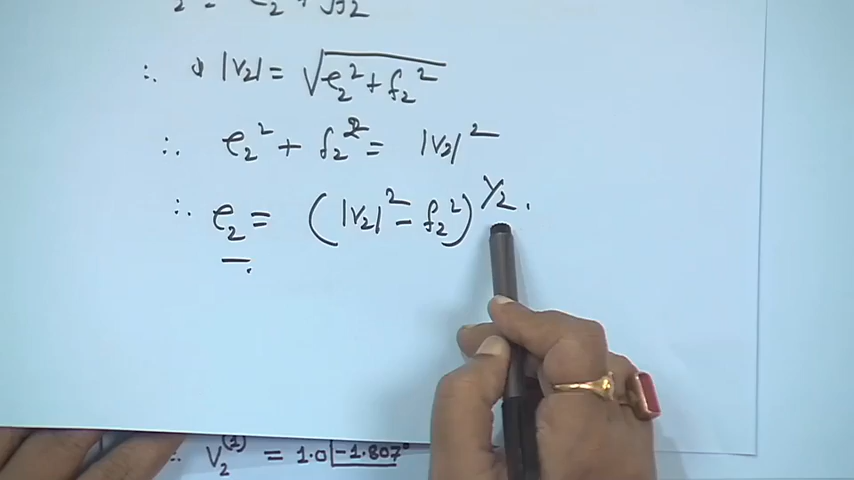 ∴ |V₂| = √(e₂² + f₂²)
∴ e₂² + f₂² = |V₂|²
∴ e₂ = (|V₂|² - f₂²)^{1/2}.
∴ V₂⁽¹⁾ = 1.0 ∠-1.807°